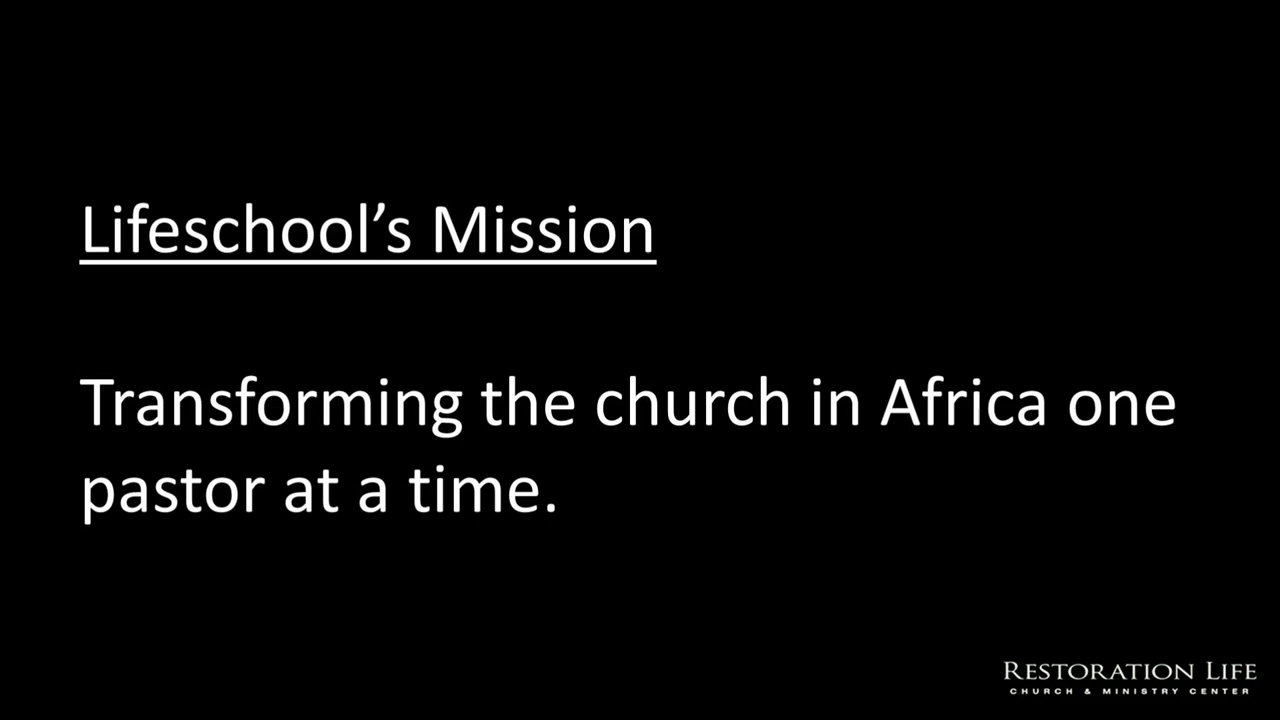 Lifeschool’s Mission
Transforming the church in Africa one
pastor at a time.
RESTORATION LIFE
CHURCH & MINISTRY CENTER